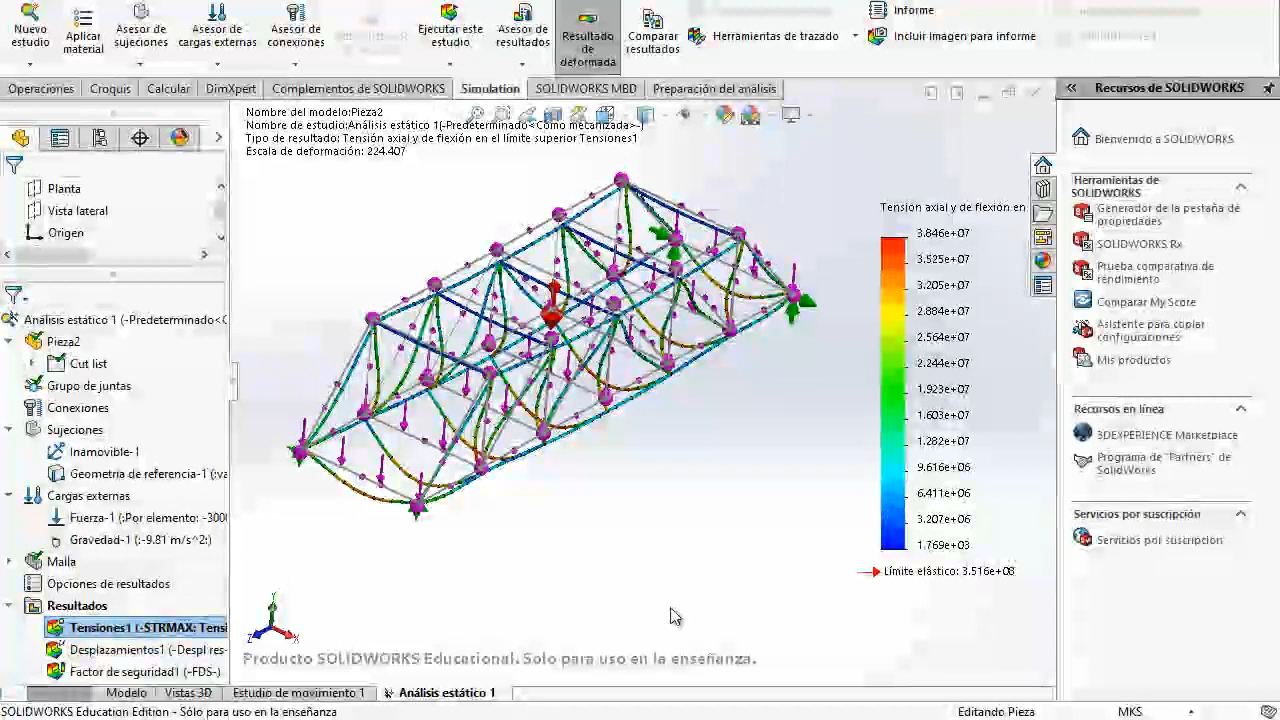 Nuevo estudio
Aplicar material
Asesor de sujeciones
Asesor de cargas externas
Asesor de conexiones
Ejecutar este estudio
Asesor de resultados
Resultado de deformada
Comparar resultados
Herramientas de trazado
Informe
Incluir imagen para informe
Operaciones
Croquis
Calcular
DimXpert
Complementos de SOLIDWORKS
Simulation
SOLIDWORKS MBD
Preparación del análisis
Recursos de SOLIDWORKS
Nombre del modelo:Pieza2
Nombre de estudio:Análisis estático 1(-Predeterminado<Como mecanizada>-)
Tipo de resultado: Tensión axial y de flexión en el límite superior Tensiones1
Escala de deformación: 224.407
Planta
Vista lateral
Origen
Análisis estático 1 (-Predeterminado<C
Pieza2
Cut list
Grupo de juntas
Conexiones
Sujeciones
Inamovible-1
Geometría de referencia-1 (:va
Cargas externas
Fuerza-1 (:Por elemento: -300
Gravedad-1 (:-9.81 m/s^2:)
Malla
Opciones de resultados
Resultados
Tensiones1 (-STRMAX: Tensi
Desplazamientos1 (-Despl res-
Factor de seguridad1 (-FDS-)
Tensión axial y de flexión en
3.846e+07
3.525e+07
3.205e+07
2.884e+07
2.564e+07
2.244e+07
1.923e+07
1.603e+07
1.282e+07
9.616e+06
6.411e+06
3.207e+06
1.769e+03
Límite elástico: 3.516e+08
Bienvenido a SOLIDWORKS
Herramientas de SOLIDWORKS
Generador de la pestaña de propiedades
SOLIDWORKS Rx
Prueba comparativa de rendimiento
Comparar My Score
Asistente para copiar configuraciones
Mis productos
Recursos en línea
3DEXPERIENCE Marketplace
Programa de "Partners" de SolidWorks
Servicios por suscripción
Servicios por suscripción
Y
Z
X
Producto SOLIDWORKS Educational. Solo para uso en la enseñanza.
Modelo
Vistas 3D
Estudio de movimiento 1
Análisis estático 1
SOLIDWORKS Education Edition - Sólo para uso en la enseñanza
Editando Pieza
MKS